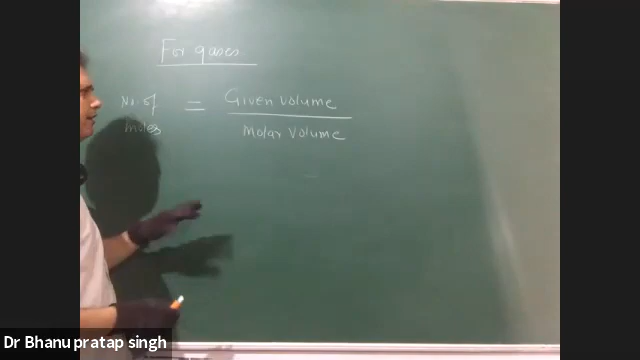 For gases
No. of
moles
=
Given volume
Molar volume
Dr Bhanu pratap singh